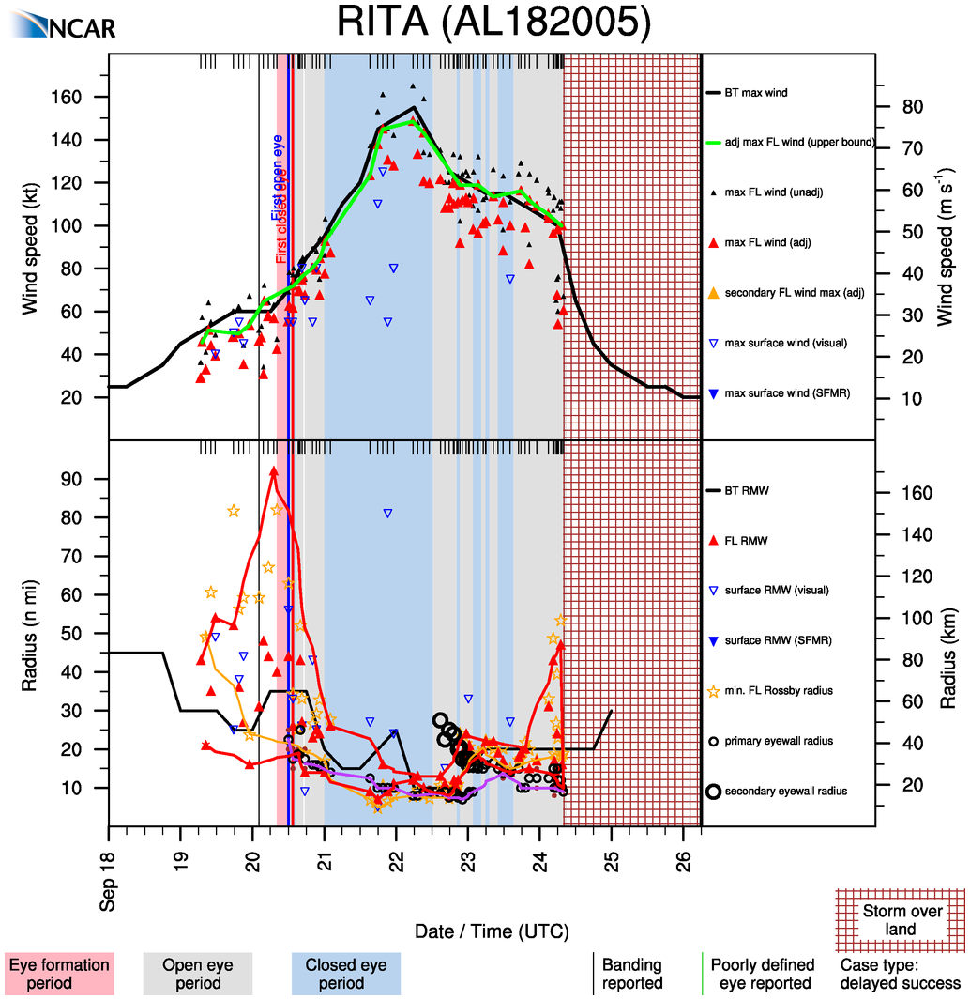 NCAR
RITA (AL182005)
Wind speed (kt)
160
140
120
100
80
60
40
20
First open eye
First closed eye
80
70
60
50
40
30
20
10
Wind speed (m s⁻¹)
BT max wind
adj max FL wind (upper bound)
max FL wind (unadj)
max FL wind (adj)
secondary FL wind max (adj)
max surface wind (visual)
max surface wind (SFMR)
Radius (n mi)
90
80
70
60
50
40
30
20
10
160
140
120
100
80
60
40
20
Radius (km)
BT RMW
FL RMW
surface RMW (visual)
surface RMW (SFMR)
min. FL Rossby radius
primary eyewall radius
secondary eyewall radius
Sep 18
19
20
21
22
23
24
25
26
Date / Time (UTC)
Storm over
land
Eye formation
period
Open eye
period
Closed eye
period
Banding
reported
Poorly defined
eye reported
Case type:
delayed success